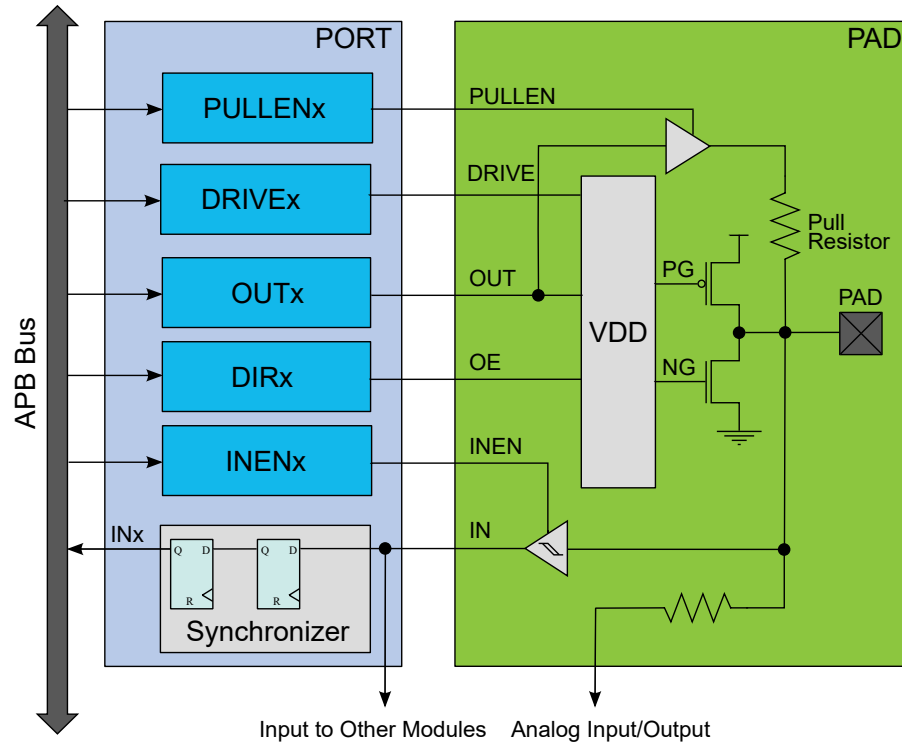 PORT
PAD
APB Bus
PULLENx
PULLEN
DRIVEx
DRIVE
Pull
Resistor
OUTx
OUT
PG
PAD
VDD
DIRx
OE
NG
INENx
INEN
INx
IN
Q D
Q D
R
R
Synchronizer
Input to Other Modules
Analog Input/Output